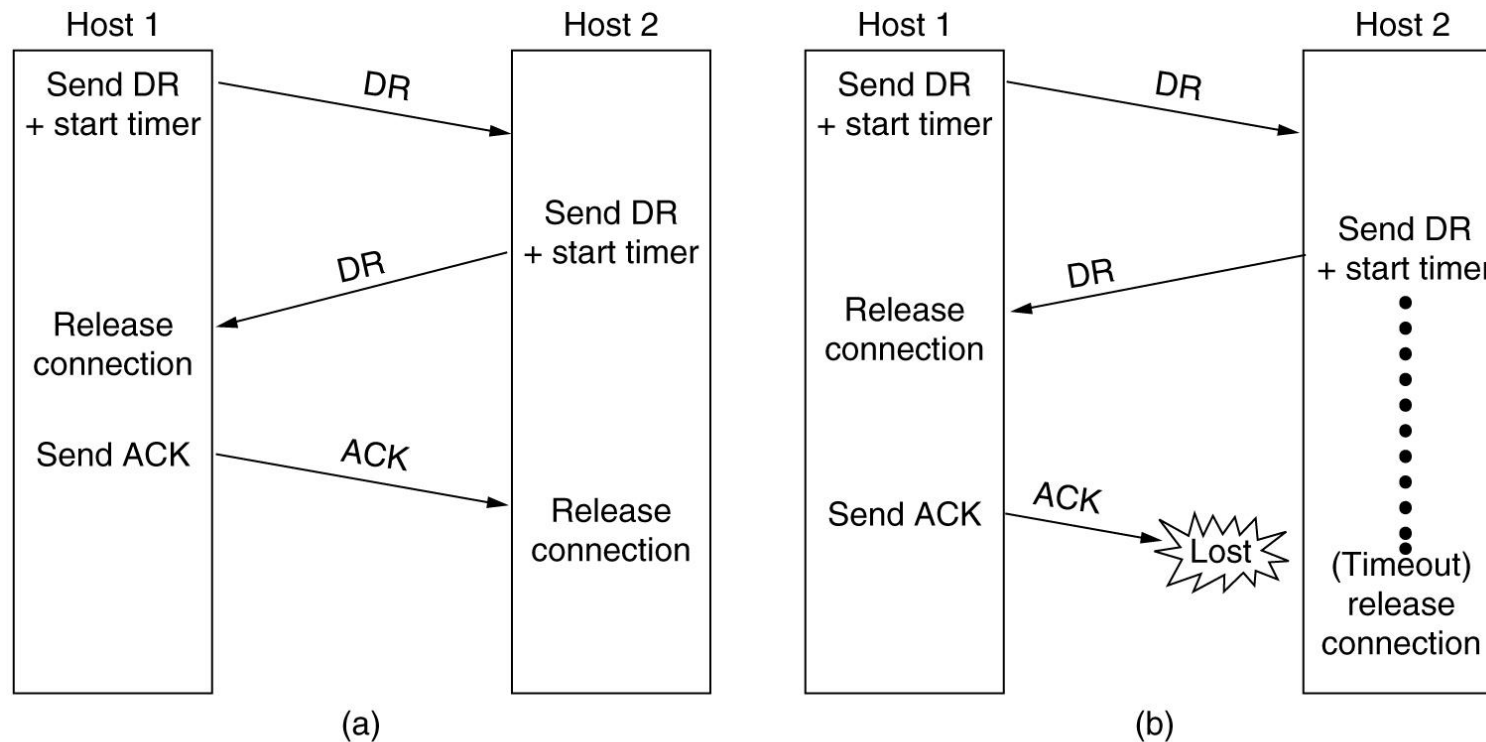 Host 1
Host 2
Send DR
+ start timer
DR
Send DR
+ start timer
DR
Release
connection
Send ACK
ACK
Release
connection
(a)
Host 1
Host 2
Send DR
+ start timer
DR
Send DR
+ start timer
DR
Release
connection
Send ACK
ACK
Lost
(Timeout)
release
connection
(b)